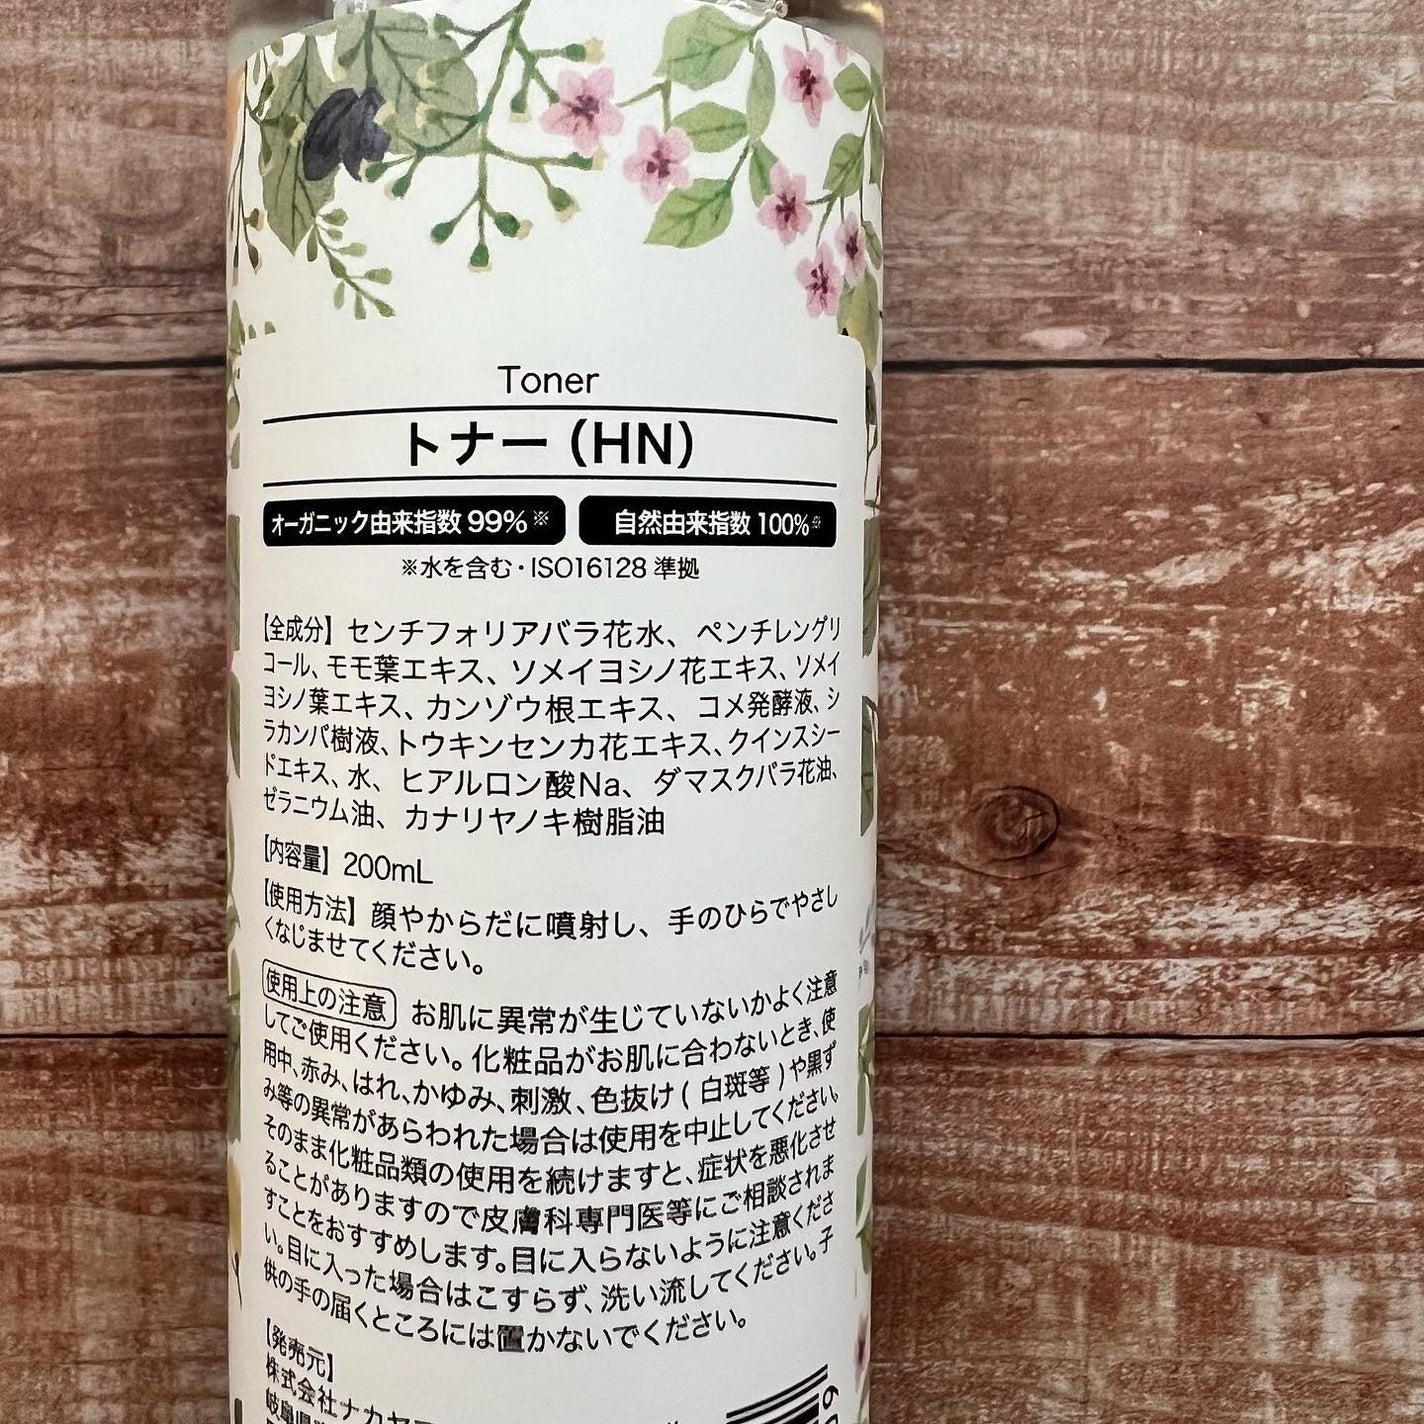 Toner
トナー（HN）
オーガニック由来指数 99%※ 自然由来指数 100%※
※水を含む・ISO16128 準拠
【全成分】センチフォリアバラ花水、ペンチレングリ
コール、モモ葉エキス、ソメイヨシノ花エキス、ソメイ
ヨシノ葉エキス、カンゾウ根エキス、コメ発酵液、シ
ラカンバ樹液、トウキンセンカ花エキス、クインスシー
ドエキス、水、ヒアルロン酸Na、ダマスクバラ花油、
ゼラニウム油、カナリヤノキ樹脂油
【内容量】200mL
【使用方法】顔やからだに噴射し、手のひらでやさし
くなじませてください。
使用上の注意 お肌に異常が生じていないかよく注意
してご使用ください。化粧品がお肌に合わないとき、使
用中、赤み、はれ、かゆみ、刺激、色抜け(白斑等)や黒ず
み等の異常があらわれた場合は使用を中止してください。
そのまま化粧品類の使用を続けますと、症状を悪化させ
ることがありますので皮膚科専門医等にご相談されま
すことをおすすめします。目に入らないように注意くださ
い。目に入った場合はこすらず、洗い流してください。子
供の手の届くところには置かないでください。
【発売元】
株式会社ナカヤ
岐阜県